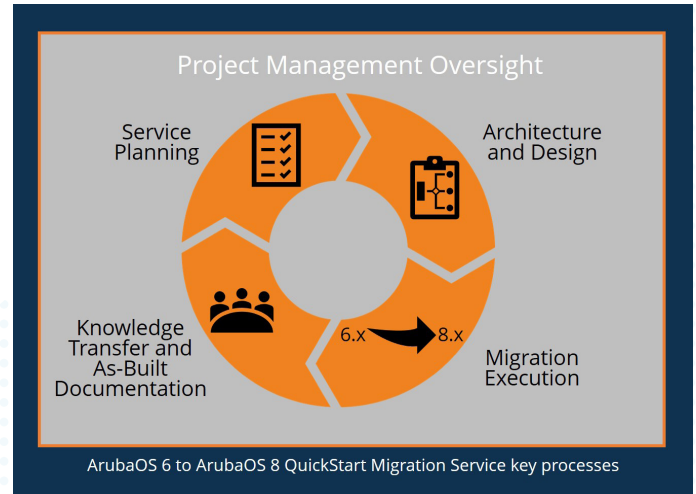 Project Management Oversight
Service
Planning
Architecture
and Design
Knowledge
Transfer and
As-Built
Documentation
6.x
8.x
Migration
Execution
ArubaOS 6 to ArubaOS 8 QuickStart Migration Service key processes